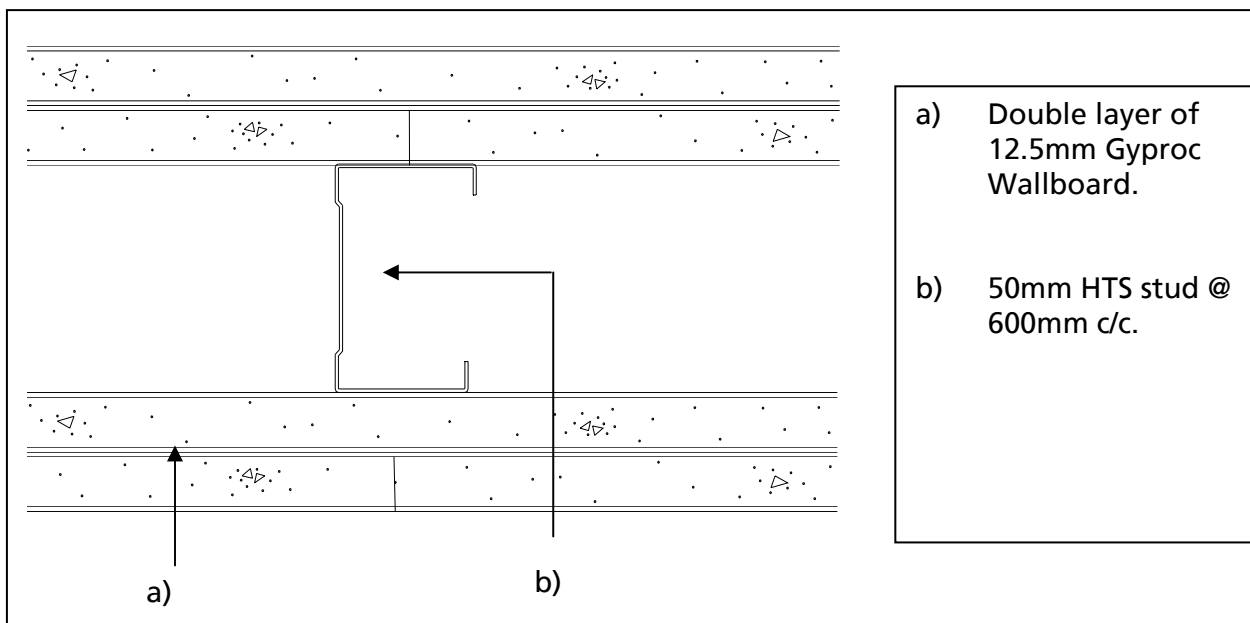 a) Double layer of
12.5mm Gyproc
Wallboard.
b) 50mm HTS stud @
600mm c/c.
a)
b)